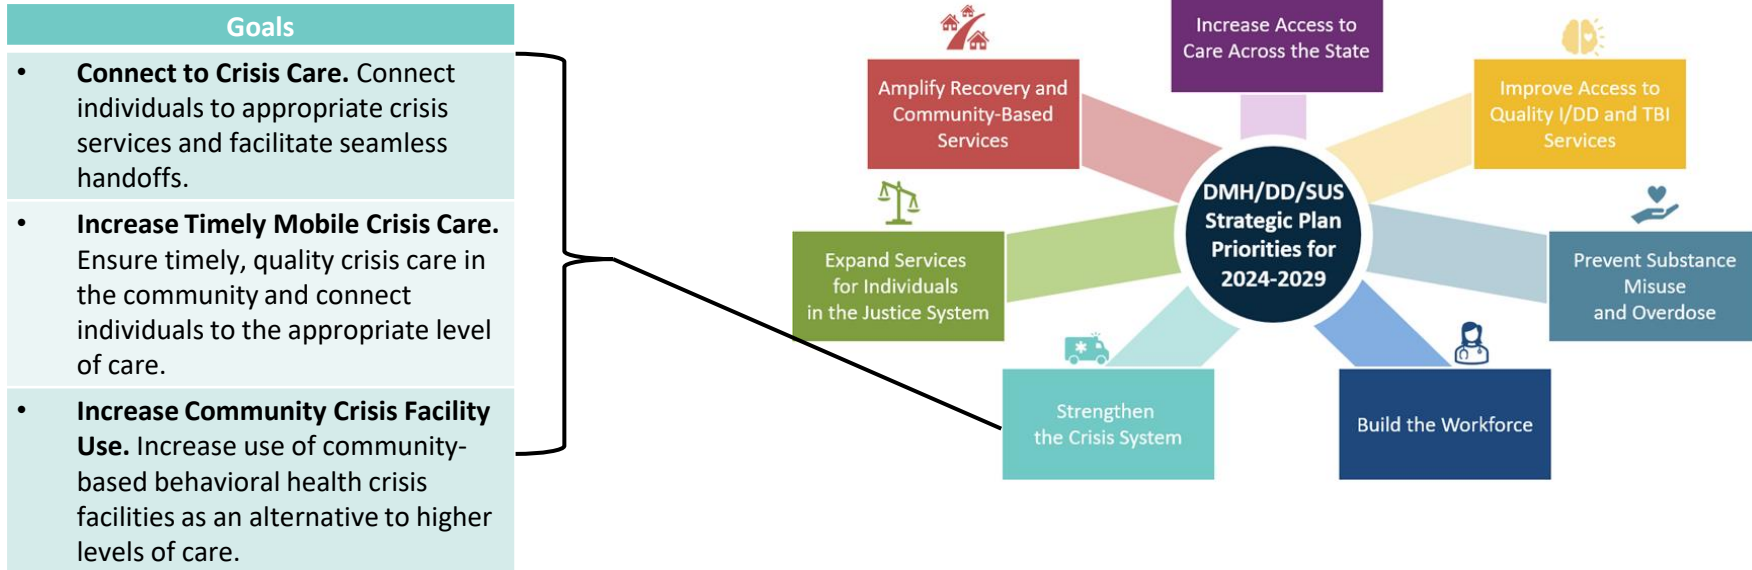 Goals
• Connect to Crisis Care. Connect
individuals to appropriate crisis
services and facilitate seamless
handoffs.
• Increase Timely Mobile Crisis Care.
Ensure timely, quality crisis care in
the community and connect
individuals to the appropriate level
of care.
• Increase Community Crisis Facility
Use. Increase use of community-
based behavioral health crisis
facilities as an alternative to higher
levels of care.
Increase Access to
Care Across the State
Amplify Recovery and
Community-Based
Services
Improve Access to
Quality I/DD and TBI
Services
DMH/DD/SUS
Strategic Plan
Priorities for
2024-2029
Expand Services
for Individuals
in the Justice System
Prevent Substance
Misuse
and Overdose
Strengthen
the Crisis System
Build the Workforce